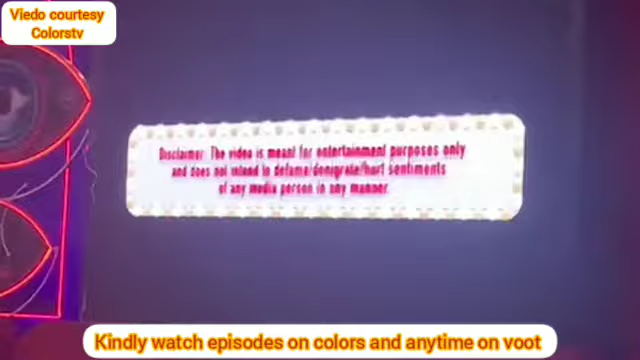 Viedo courtesy
Colorstv
Disclaimer: The video is meant for entertainment purposes only
and does not intend to defame/denigrate/hurt sentiments
of any media person in any manner.
Kindly watch episodes on colors and anytime on voot